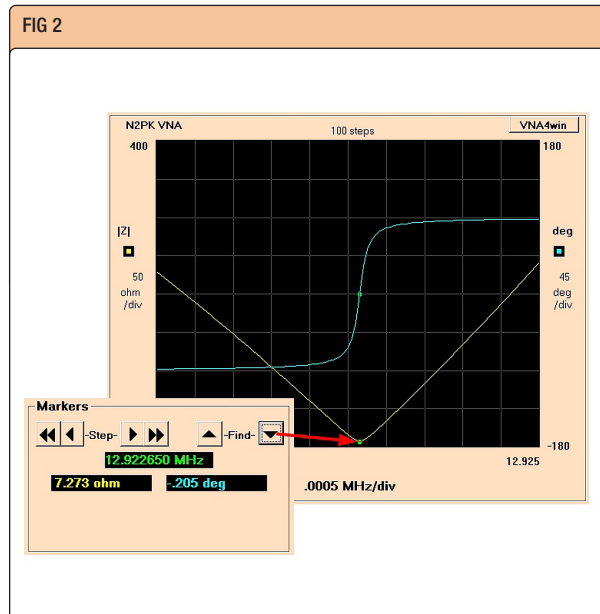 FIG 2
N2PK VNA
100 steps
VNA4win
400
180
|Z|
deg
50
ohm
/div
45
deg
/div
-180
12.925
.0005 MHz/div
Markers
-Step-
-Find-
12.922650 MHz
7.273 ohm
-.205 deg